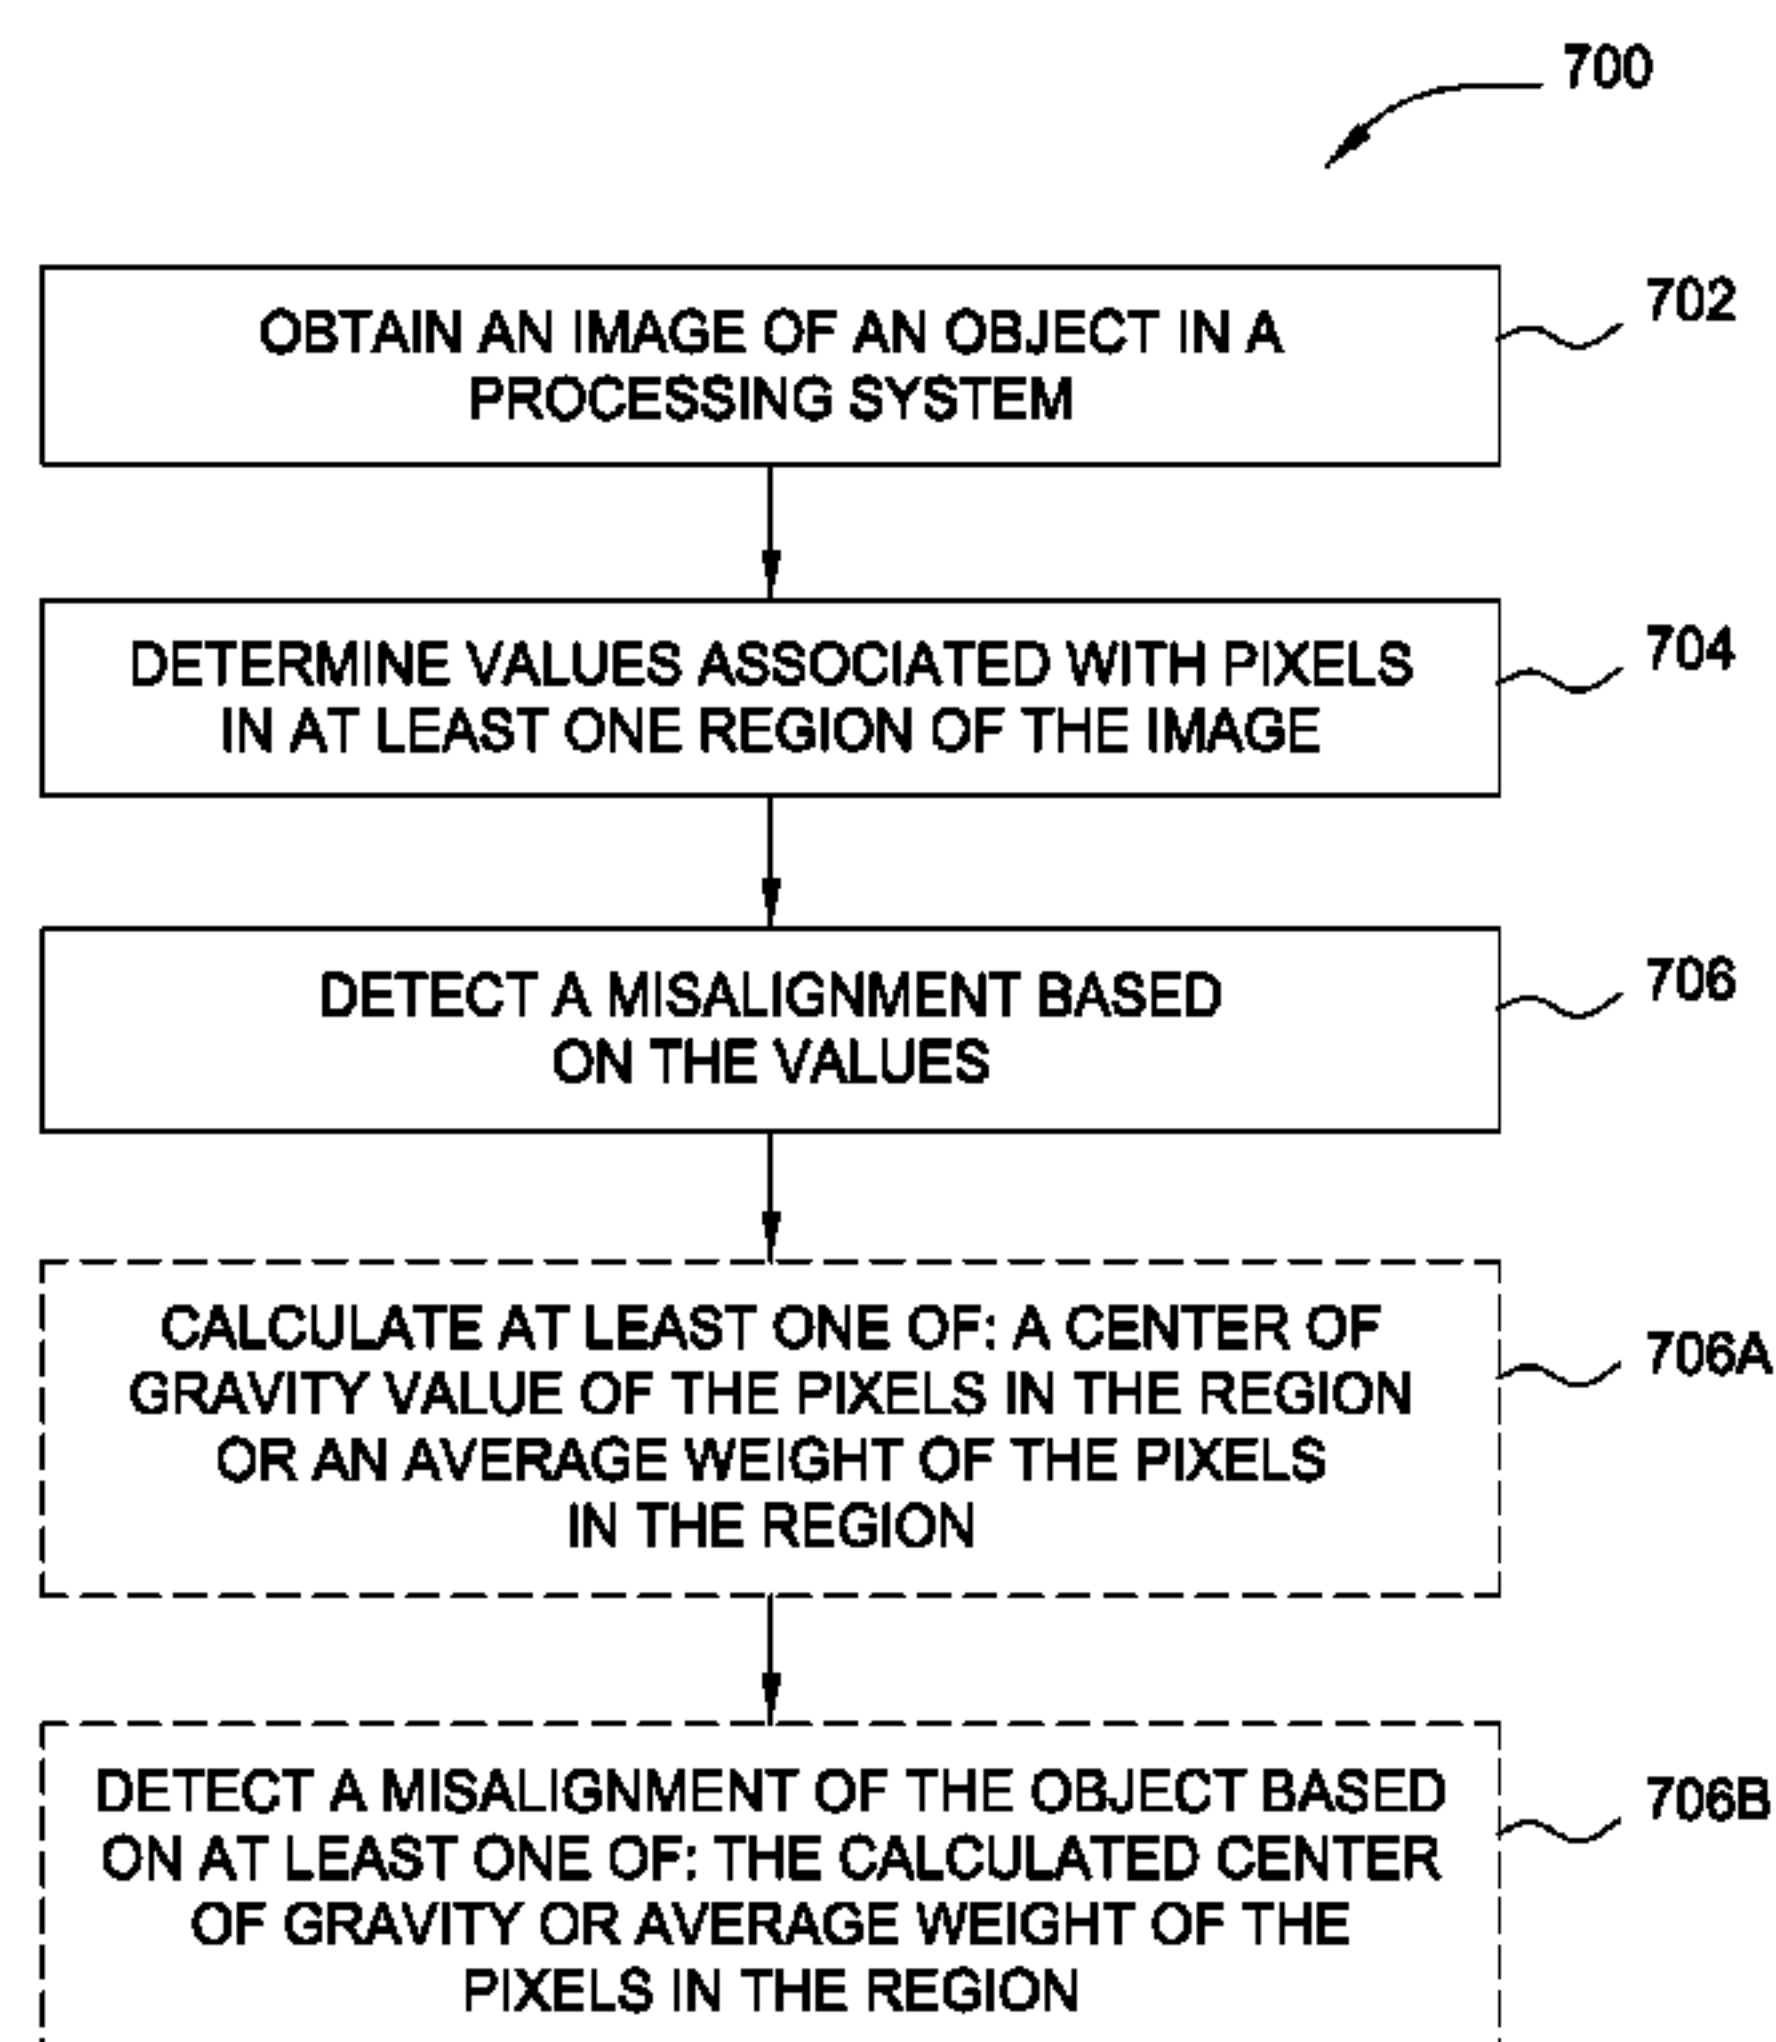 700
OBTAIN AN IMAGE OF AN OBJECT IN A
PROCESSING SYSTEM
702
DETERMINE VALUES ASSOCIATED WITH PIXELS
IN AT LEAST ONE REGION OF THE IMAGE
704
DETECT A MISALIGNMENT BASED
ON THE VALUES
706
CALCULATE AT LEAST ONE OF: A CENTER OF
GRAVITY VALUE OF THE PIXELS IN THE REGION
OR AN AVERAGE WEIGHT OF THE PIXELS
IN THE REGION
706A
DETECT A MISALIGNMENT OF THE OBJECT BASED
ON AT LEAST ONE OF: THE CALCULATED CENTER
OF GRAVITY OR AVERAGE WEIGHT OF THE
PIXELS IN THE REGION
706B